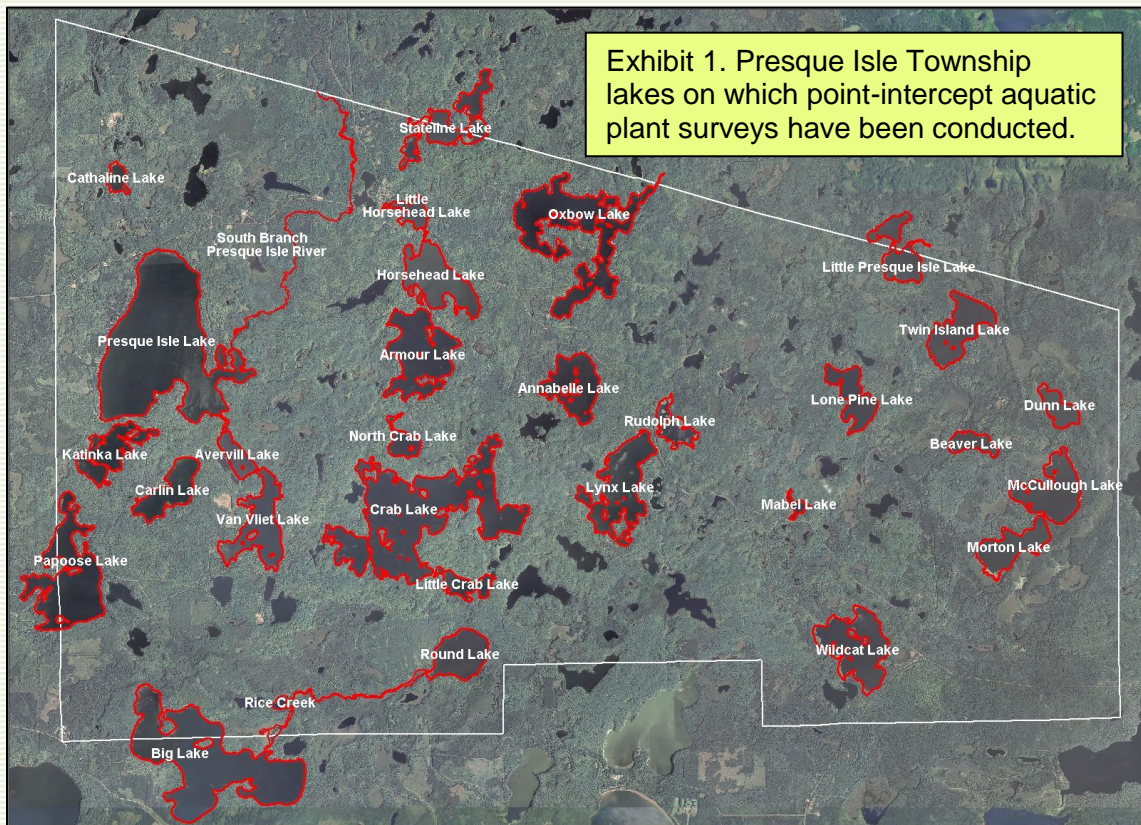 Exhibit 1. Presque Isle Township
lakes on which point-intercept aquatic
plant surveys have been conducted.
Stateline Lake
Cathaline Lake
Little
Horsehead Lake
Oxbow Lake
South Branch
Presque Isle River
Little Presque Isle Lake
Horsehead Lake
Twin Island Lake
Presque Isle Lake
Armour Lake
Annabelle Lake
Lone Pine Lake
Dunn Lake
Rudolph Lake
North Crab Lake
Beaver Lake
Katinka Lake
Avervill Lake
Carlin Lake
Lynx Lake
McCullough Lake
Mabel Lake
Crab Lake
Van Vliet Lake
Morton Lake
Papoose Lake
Little Crab Lake
Wildcat Lake
Round Lake
Rice Creek
Big Lake